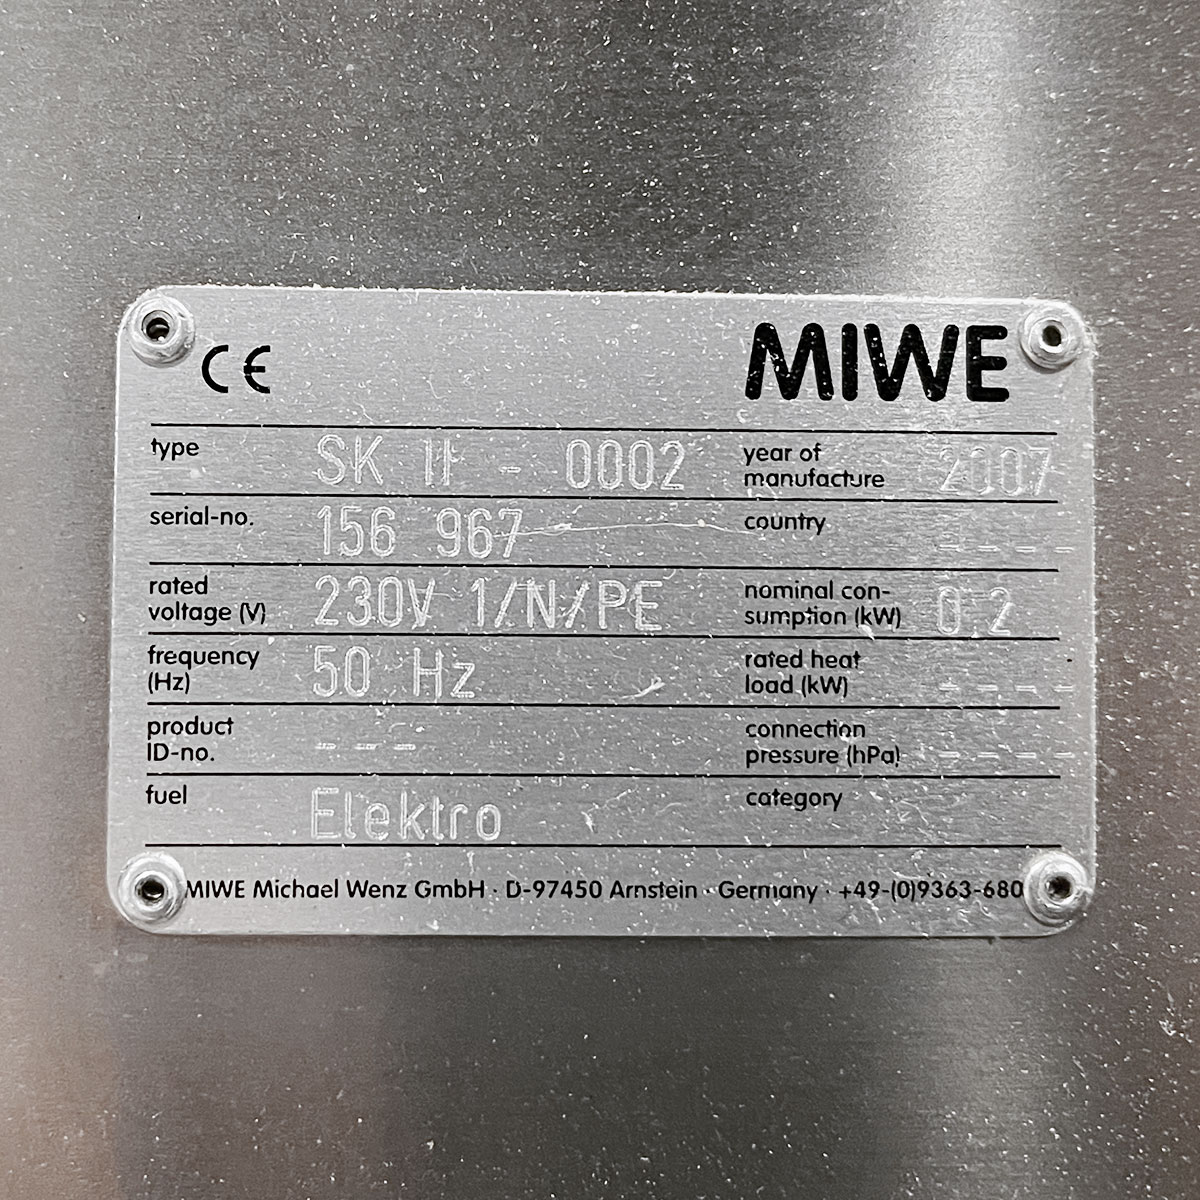 CE MIWE
type SK II - 0002 year of manufacture 2007
serial-no. 156 967 country ----
rated voltage (V) 230V 1/N/PE nominal con-sumption (kW) 0.2
frequency (Hz) 50 Hz rated heat load (kW) ----
product ID-no. --- connection pressure (hPa) ----
fuel Elektro category
MIWE Michael Wenz GmbH · D-97450 Arnstein · Germany · +49-(0)9363-680